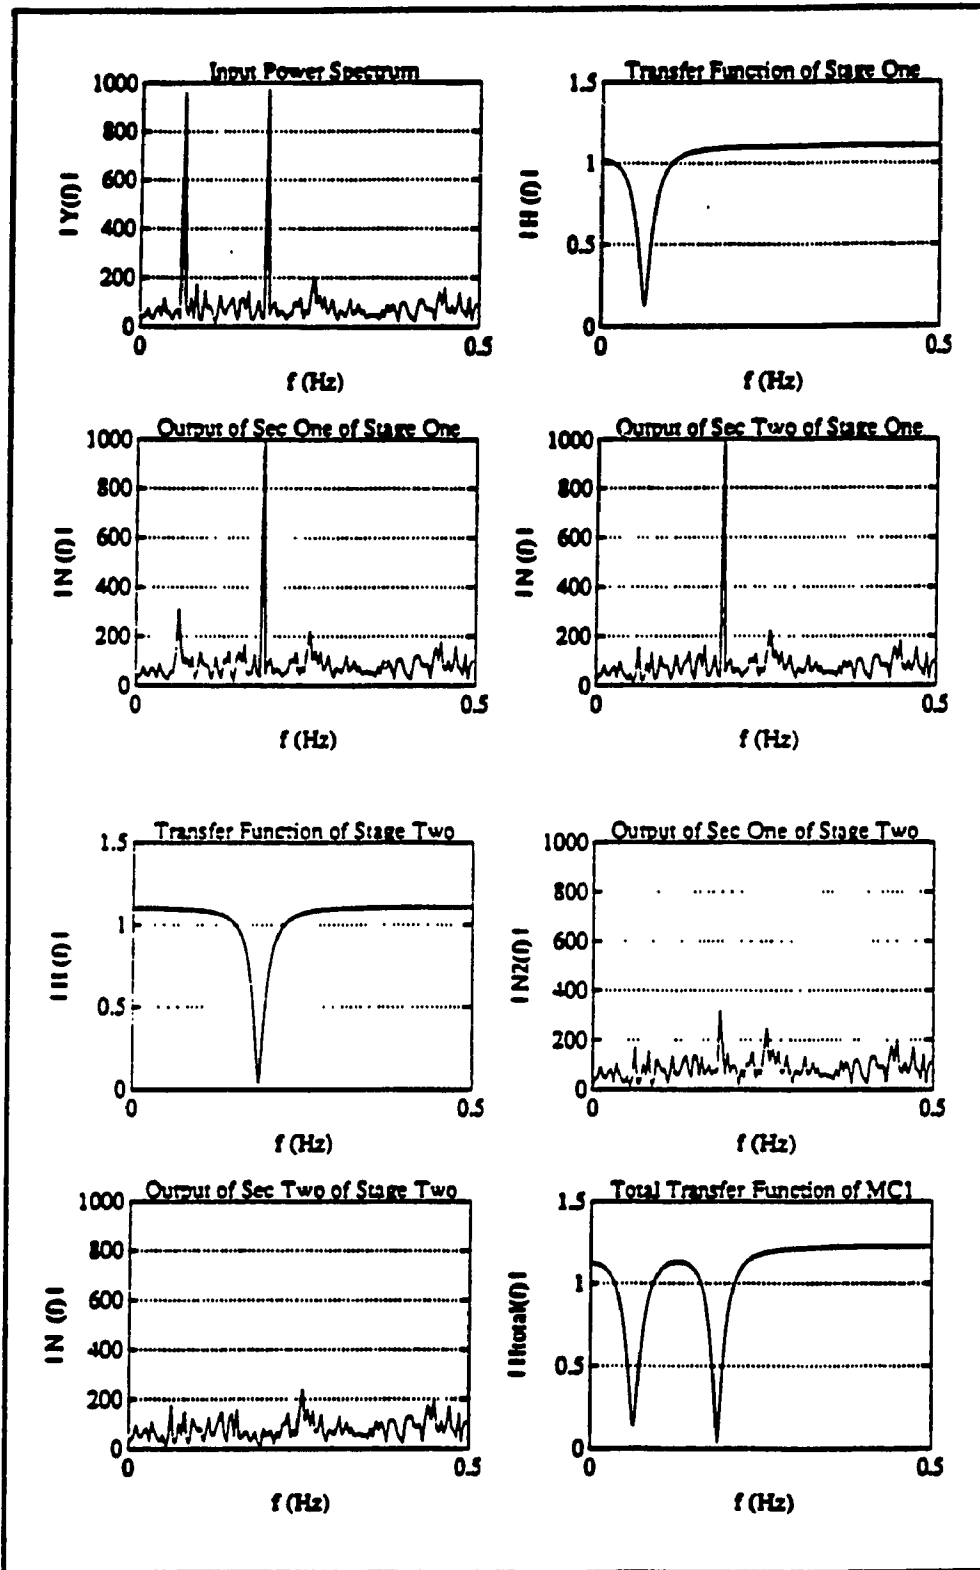 Input Power Spectrum
1000
800
600
400
200
0
| Y(f) |
0
0.5
f (Hz)
Transfer Function of Stage One
1.5
1
0.5
0
| H (f) |
0
0.5
f (Hz)
Output of Sec One of Stage One
1000
800
600
400
200
0
| N (f) |
0
0.5
f (Hz)
Output of Sec Two of Stage One
1000
800
600
400
200
0
| N (f) |
0
0.5
f (Hz)
Transfer Function of Stage Two
1.5
1
0.5
0
| H (f) |
0
0.5
f (Hz)
Output of Sec One of Stage Two
1000
800
600
400
200
0
| N2(f) |
0
0.5
f (Hz)
Output of Sec Two of Stage Two
1000
800
600
400
200
0
| N (f) |
0
0.5
f (Hz)
Total Transfer Function of MC1
1.5
1
0.5
0
| Htotal(f) |
0
0.5
f (Hz)